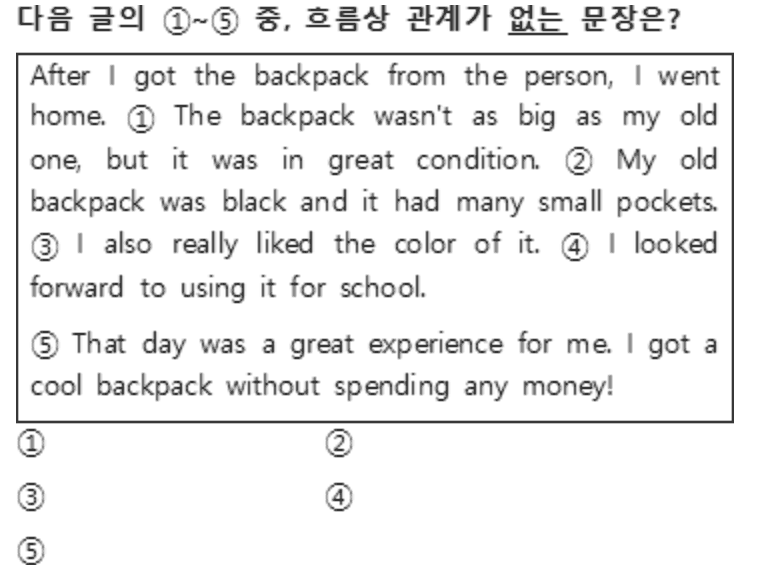 다음 글의 ①~⑤ 중, 흐름상 관계가 없는 문장은?
After I got the backpack from the person, I went
home. ① The backpack wasn't as big as my old
one, but it was in great condition. ② My old
backpack was black and it had many small pockets.
③ I also really liked the color of it. ④ I looked
forward to using it for school.
⑤ That day was a great experience for me. I got a
cool backpack without spending any money!
① ②
③ ④
⑤